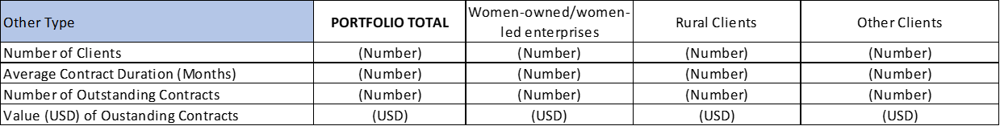 Other Type PORTFOLIO TOTAL Women-owned/women-led enterprises Rural Clients Other Clients
Number of Clients (Number) (Number) (Number) (Number)
Average Contract Duration (Months) (Number) (Number) (Number) (Number)
Number of Outstanding Contracts (Number) (Number) (Number) (Number)
Value (USD) of Oustanding Contracts (USD) (USD) (USD) (USD)